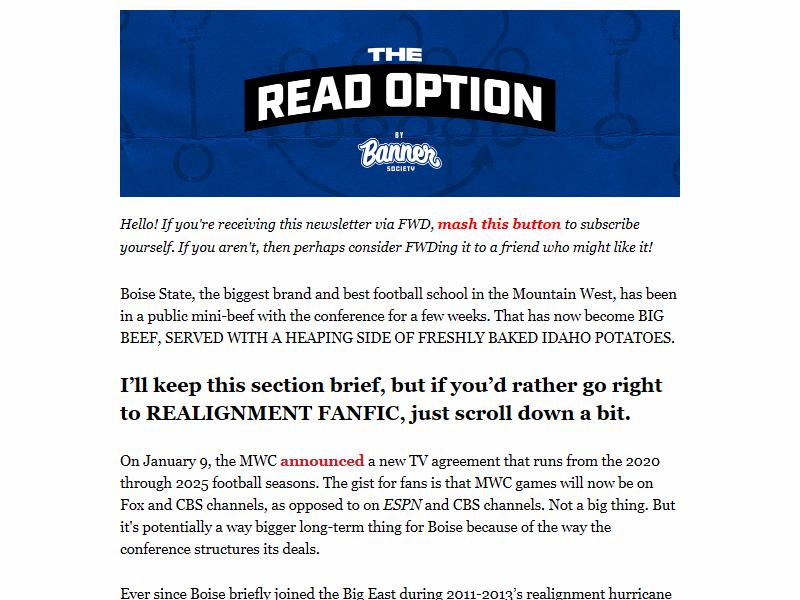 THE
READ OPTION
BY
Banner
SOCIETY
Hello! If you're receiving this newsletter via FWD, mash this button to subscribe
yourself. If you aren't, then perhaps consider FWDing it to a friend who might like it!
Boise State, the biggest brand and best football school in the Mountain West, has been
in a public mini-beef with the conference for a few weeks. That has now become BIG
BEEF, SERVED WITH A HEAPING SIDE OF FRESHLY BAKED IDAHO POTATOES.
I’ll keep this section brief, but if you’d rather go right
to REALIGNMENT FANFIC, just scroll down a bit.
On January 9, the MWC announced a new TV agreement that runs from the 2020
through 2025 football seasons. The gist for fans is that MWC games will now be on
Fox and CBS channels, as opposed to on ESPN and CBS channels. Not a big thing. But
it's potentially a way bigger long-term thing for Boise because of the way the
conference structures its deals.
Ever since Boise briefly joined the Big East during 2011-2013’s realignment hurricane